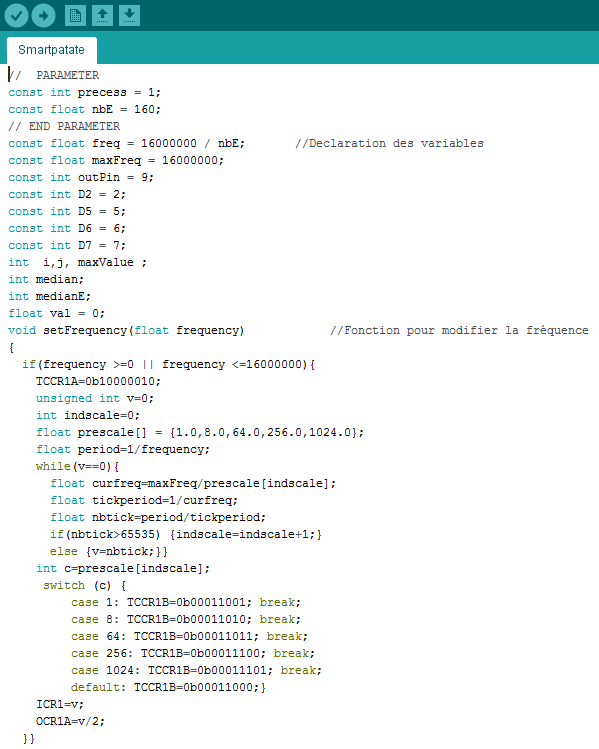 Smartpatate
//  PARAMETER
const int precess = 1;
const float nbE = 160;
// END PARAMETER
const float freq = 16000000 / nbE;       //Declaration des variables
const float maxFreq = 16000000;
const int outPin = 9;
const int D2 = 2;
const int D5 = 5;
const int D6 = 6;
const int D7 = 7;
int  i,j, maxValue ;
int median;
int medianE;
float val = 0;
void setFrequency(float frequency)            //Fonction pour modifier la fréquence
{
  if(frequency >=0 || frequency <=16000000){
    TCCR1A=0b10000010;
    unsigned int v=0;
    int indscale=0;
    float prescale[] = {1.0,8.0,64.0,256.0,1024.0};
    float period=1/frequency;
    while(v==0){
      float curfreq=maxFreq/prescale[indscale];
      float tickperiod=1/curfreq;
      float nbtick=period/tickperiod;
      if(nbtick>65535) {indscale=indscale+1;}
      else {v=nbtick;}}
    int c=prescale[indscale];
     switch (c) {
         case 1: TCCR1B=0b00011001; break;
         case 8: TCCR1B=0b00011010; break;
         case 64: TCCR1B=0b00011011; break;
         case 256: TCCR1B=0b00011100; break;
         case 1024: TCCR1B=0b00011101; break;
         default: TCCR1B=0b00011000;}
    ICR1=v;
    OCR1A=v/2;
  }}